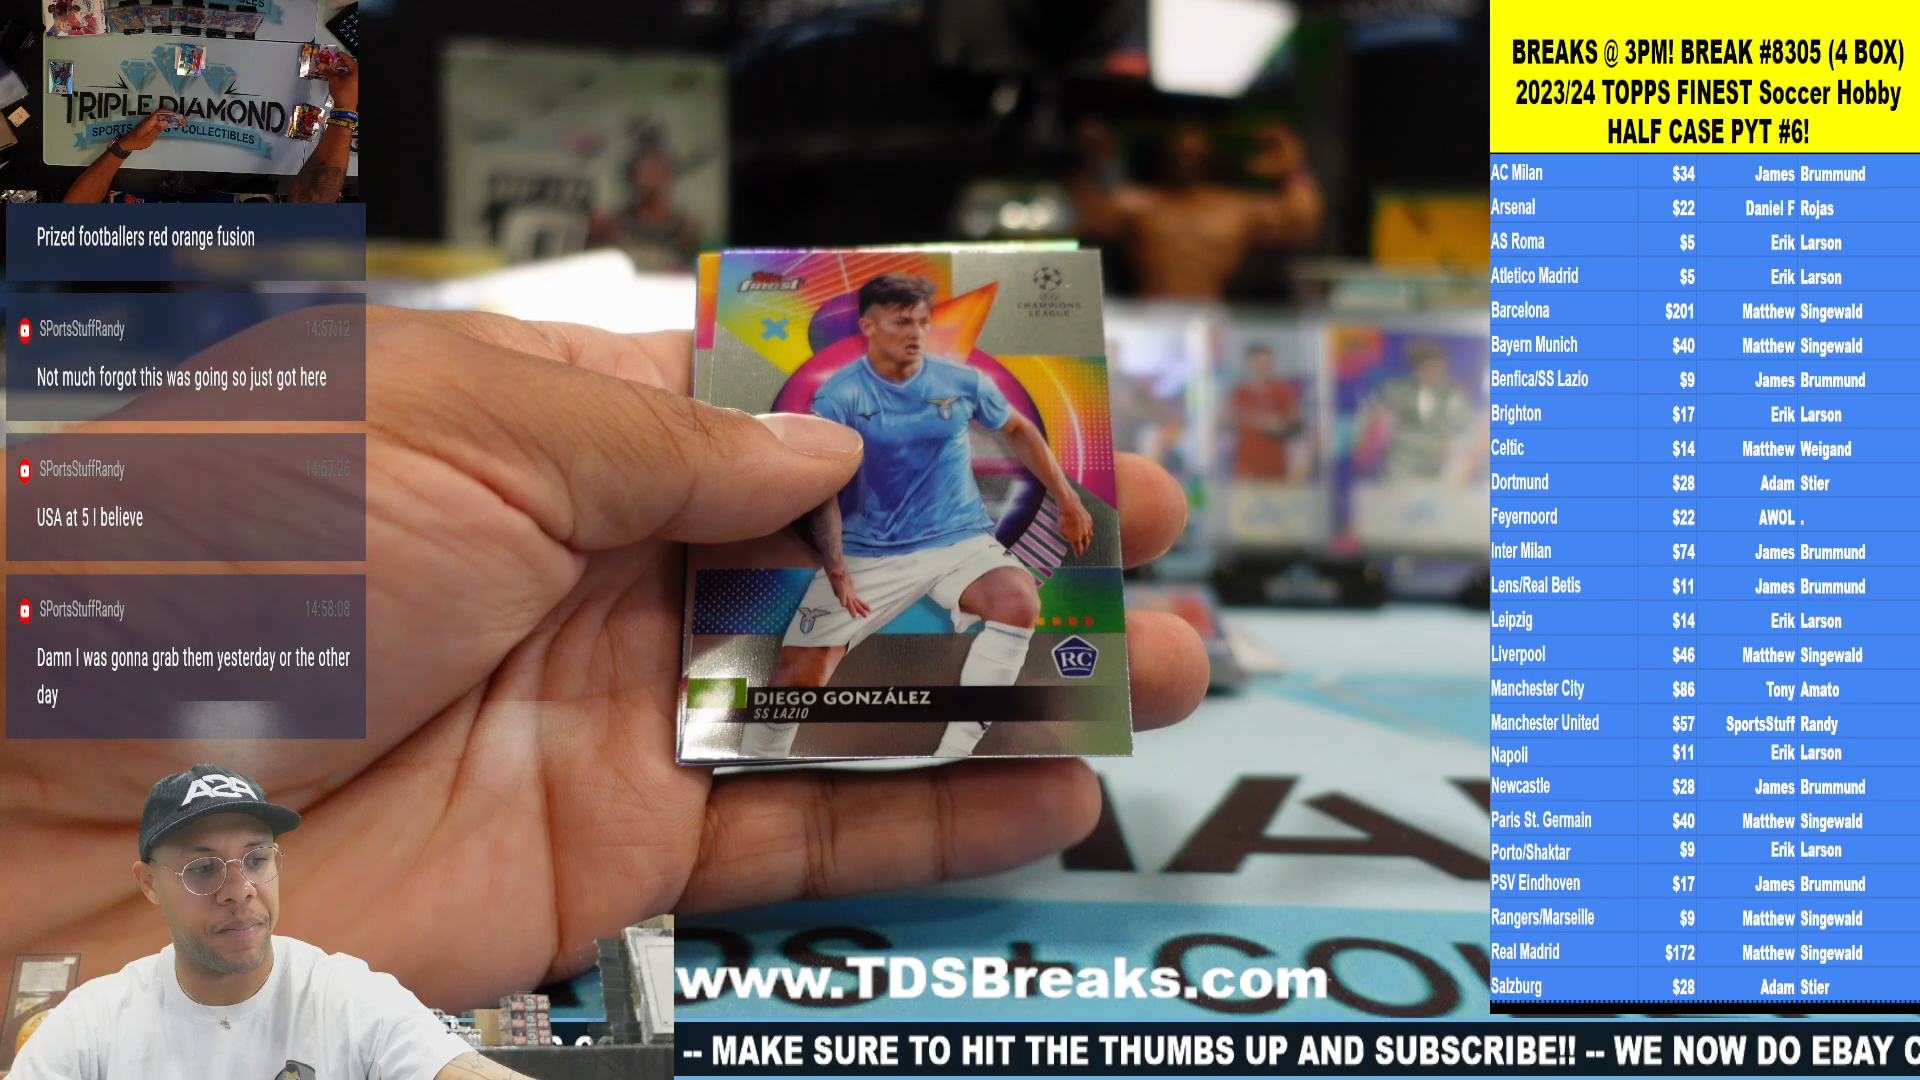 TRIPLE DIAMOND
COLLECTIBLES
Prized footballers red orange fusion
SPortsStuffRandy 14:57:12
Not much forgot this was going so just got here
SPortsStuffRandy 14:57:26
USA at 5 I believe
SPortsStuffRandy 14:58:08
Damn I was gonna grab them yesterday or the other
day
finest
CHAMPIONS
LEAGUE
RC
DIEGO GONZÁLEZ
SS LAZIO
www.TDSBreaks.com
-- MAKE SURE TO HIT THE THUMBS UP AND SUBSCRIBE!! -- WE NOW DO EBAY C
BREAKS @ 3PM! BREAK #8305 (4 BOX)
2023/24 TOPPS FINEST Soccer Hobby
HALF CASE PYT #6!
AC Milan $34 James Brummund
Arsenal $22 Daniel F Rojas
AS Roma $5 Erik Larson
Atletico Madrid $5 Erik Larson
Barcelona $201 Matthew Singewald
Bayern Munich $40 Matthew Singewald
Benfica/SS Lazio $9 James Brummund
Brighton $17 Erik Larson
Celtic $14 Matthew Weigand
Dortmund $28 Adam Stier
Feyernoord $22 AWOL .
Inter Milan $74 James Brummund
Lens/Real Betis $11 James Brummund
Leipzig $14 Erik Larson
Liverpool $46 Matthew Singewald
Manchester City $86 Tony Amato
Manchester United $57 SportsStuff Randy
Napoli $11 Erik Larson
Newcastle $28 James Brummund
Paris St. Germain $40 Matthew Singewald
Porto/Shaktar $9 Erik Larson
PSV Eindhoven $17 James Brummund
Rangers/Marseille $9 Matthew Singewald
Real Madrid $172 Matthew Singewald
Salzburg $28 Adam Stier